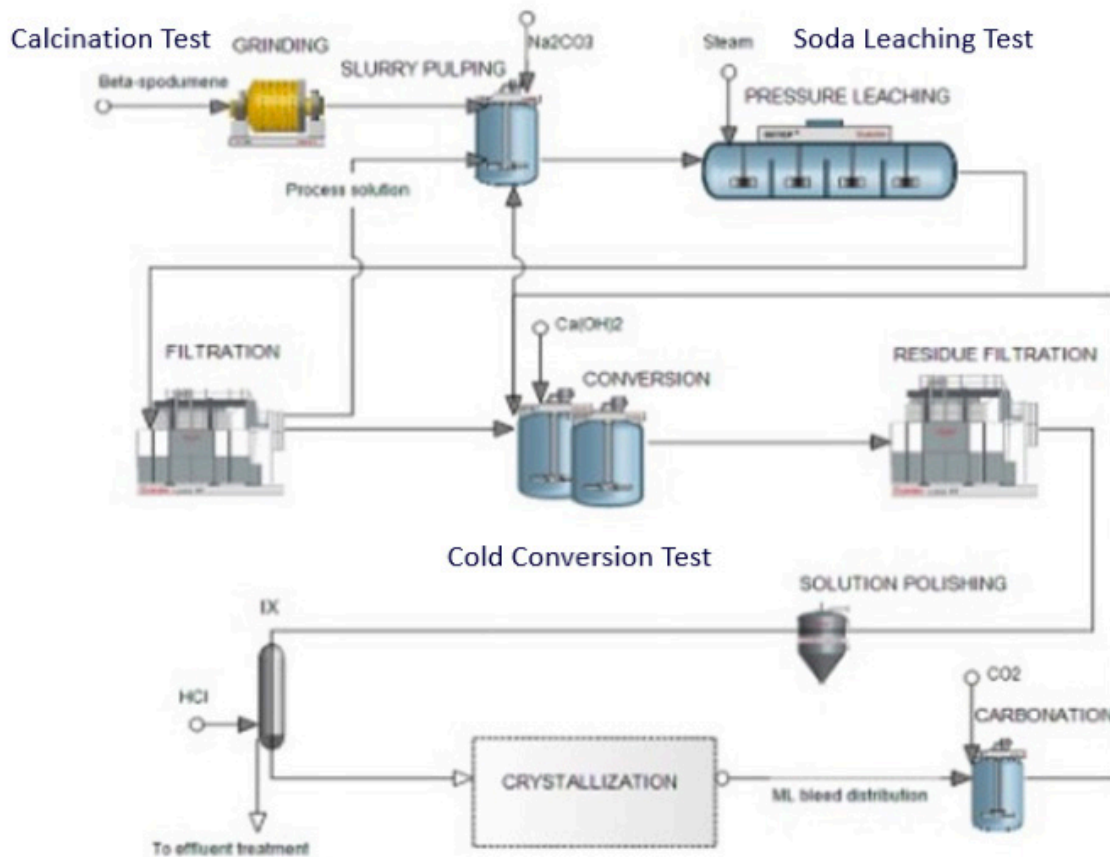 Calcination Test
GRINDING
Na2CO3
Steam
Soda Leaching Test
SLURRY PULPING
Beta-spodumene
PRESSURE LEACHING
Process solution
Ca(OH)2
FILTRATION
CONVERSION
RESIDUE FILTRATION
Cold Conversion Test
SOLUTION POLISHING
IX
HCl
CO2
CARBONATION
CRYSTALLIZATION
ML bleed distribution
To effluent treatment